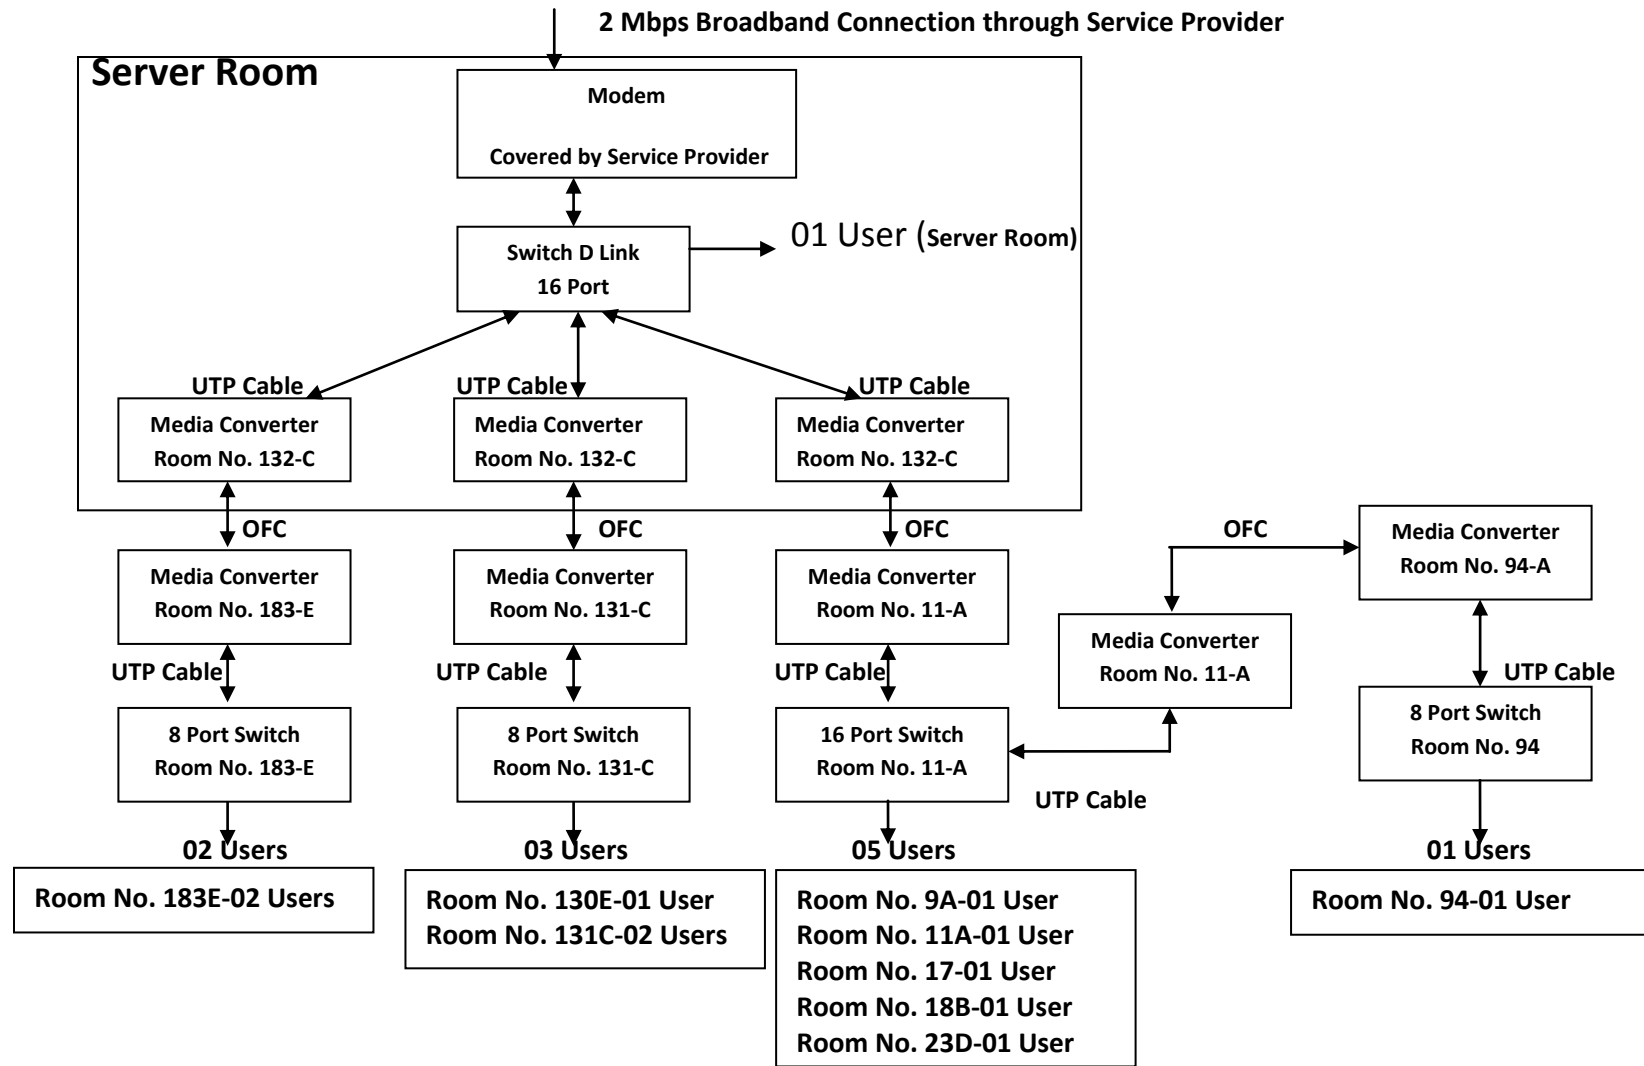 2 Mbps Broadband Connection through Service Provider
Server Room
Modem
Covered by Service Provider
Switch D Link
16 Port
01 User (Server Room)
UTP Cable
UTP Cable
UTP Cable
Media Converter
Room No. 132-C
Media Converter
Room No. 132-C
Media Converter
Room No. 132-C
OFC
OFC
OFC
OFC
Media Converter
Room No. 94-A
Media Converter
Room No. 183-E
Media Converter
Room No. 131-C
Media Converter
Room No. 11-A
Media Converter
Room No. 11-A
UTP Cable
UTP Cable
UTP Cable
UTP Cable
8 Port Switch
Room No. 183-E
8 Port Switch
Room No. 131-C
16 Port Switch
Room No. 11-A
8 Port Switch
Room No. 94
UTP Cable
02 Users
03 Users
05 Users
01 Users
Room No. 183E-02 Users
Room No. 130E-01 User
Room No. 131C-02 Users
Room No. 9A-01 User
Room No. 11A-01 User
Room No. 17-01 User
Room No. 18B-01 User
Room No. 23D-01 User
Room No. 94-01 User